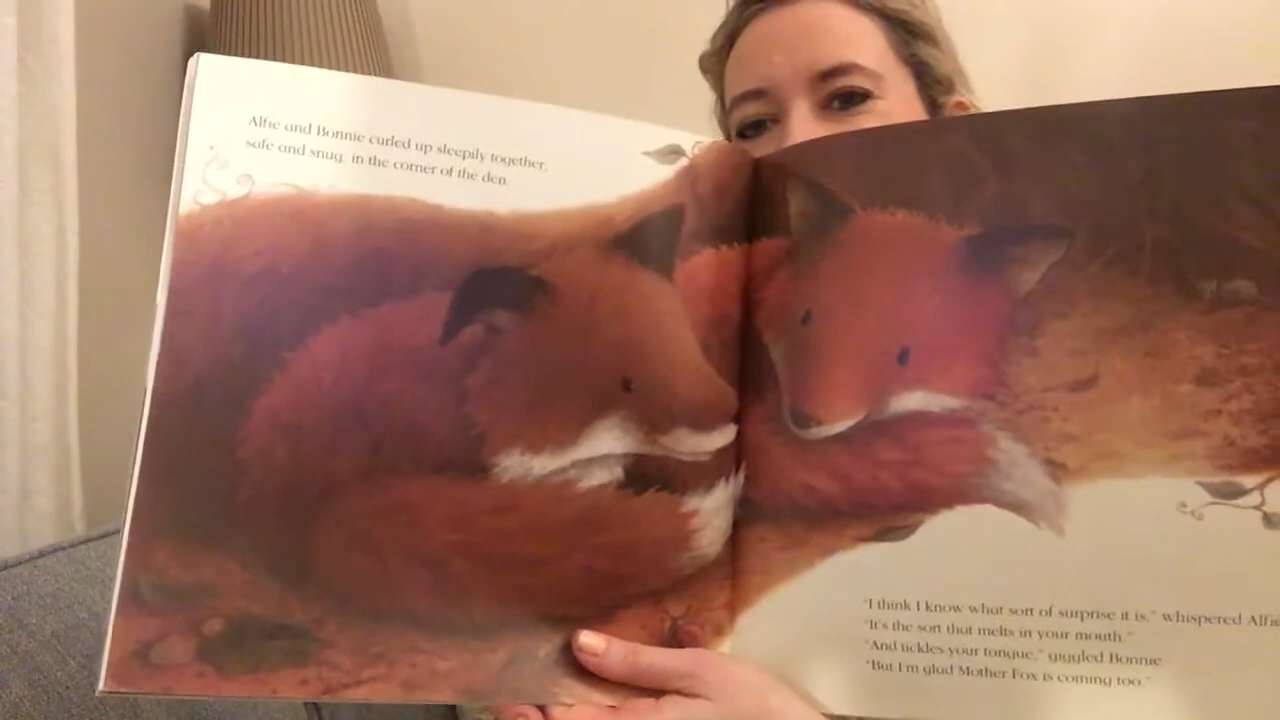 Alfie and Bonnie curled up sleepily together,
safe and snug, in the corner of the den.
"I think I know what sort of surprise it is," whispered Alfie
"It's the sort that melts in your mouth."
"And tickles your tongue," giggled Bonnie.
"But I'm glad Mother Fox is coming too."